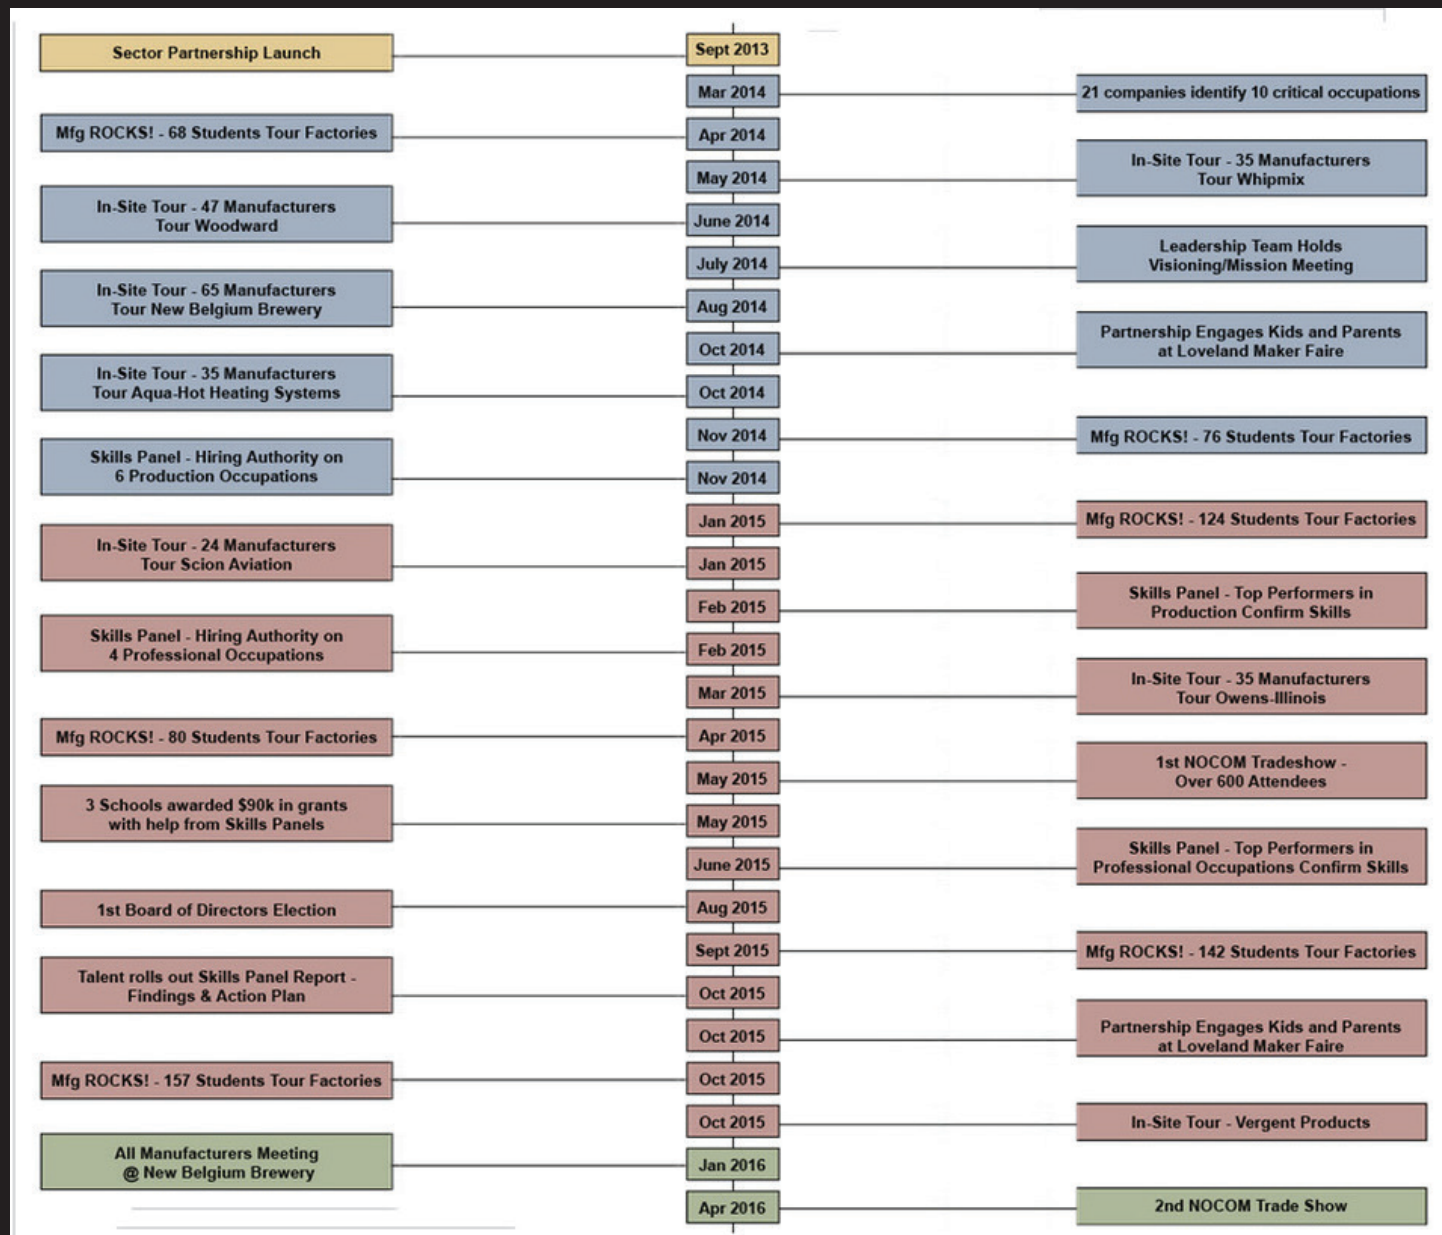 Sector Partnership Launch
Sept 2013
Mar 2014
21 companies identify 10 critical occupations
Mfg ROCKS! - 68 Students Tour Factories
Apr 2014
May 2014
In-Site Tour - 35 Manufacturers
Tour Whipmix
In-Site Tour - 47 Manufacturers
Tour Woodward
June 2014
July 2014
Leadership Team Holds
Visioning/Mission Meeting
In-Site Tour - 65 Manufacturers
Tour New Belgium Brewery
Aug 2014
Oct 2014
Partnership Engages Kids and Parents
at Loveland Maker Faire
In-Site Tour - 35 Manufacturers
Tour Aqua-Hot Heating Systems
Oct 2014
Nov 2014
Mfg ROCKS! - 76 Students Tour Factories
Skills Panel - Hiring Authority on
6 Production Occupations
Nov 2014
Jan 2015
Mfg ROCKS! - 124 Students Tour Factories
In-Site Tour - 24 Manufacturers
Tour Scion Aviation
Jan 2015
Feb 2015
Skills Panel - Top Performers in
Production Confirm Skills
Skills Panel - Hiring Authority on
4 Professional Occupations
Feb 2015
Mar 2015
In-Site Tour - 35 Manufacturers
Tour Owens-Illinois
Mfg ROCKS! - 80 Students Tour Factories
Apr 2015
May 2015
1st NOCOM Tradeshow -
Over 600 Attendees
3 Schools awarded $90k in grants
with help from Skills Panels
May 2015
June 2015
Skills Panel - Top Performers in
Professional Occupations Confirm Skills
1st Board of Directors Election
Aug 2015
Sept 2015
Mfg ROCKS! - 142 Students Tour Factories
Talent rolls out Skills Panel Report -
Findings & Action Plan
Oct 2015
Oct 2015
Partnership Engages Kids and Parents
at Loveland Maker Faire
Mfg ROCKS! - 157 Students Tour Factories
Oct 2015
Oct 2015
In-Site Tour - Vergent Products
All Manufacturers Meeting
@ New Belgium Brewery
Jan 2016
Apr 2016
2nd NOCOM Trade Show